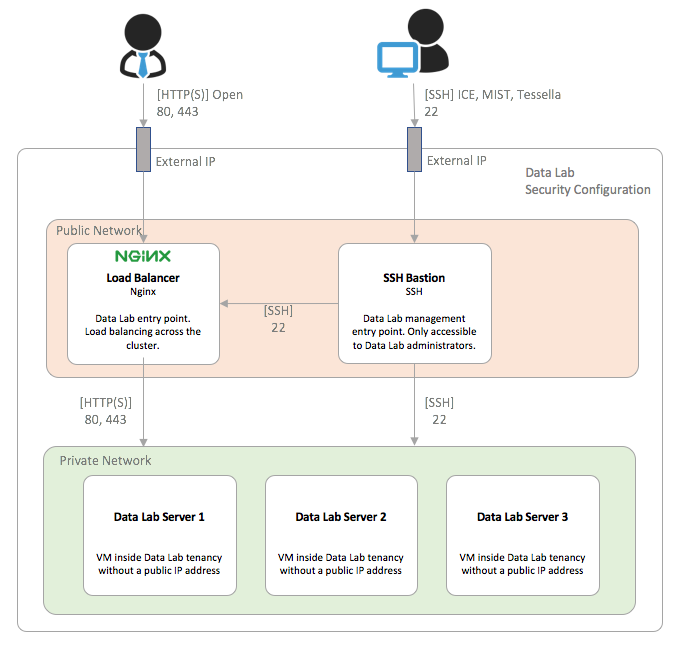 [HTTP(S)] Open
80, 443
[SSH] ICE, MIST, Tessella
22
External IP
External IP
Data Lab
Security Configuration
Public Network
NGINX
Load Balancer
Nginx
Data Lab entry point.
Load balancing across the
cluster.
[SSH]
22
SSH Bastion
SSH
Data Lab management
entry point. Only accessible
to Data Lab administrators.
[HTTP(S)]
80, 443
[SSH]
22
Private Network
Data Lab Server 1
VM inside Data Lab tenancy
without a public IP address
Data Lab Server 2
VM inside Data Lab tenancy
without a public IP address
Data Lab Server 3
VM inside Data Lab tenancy
without a public IP address